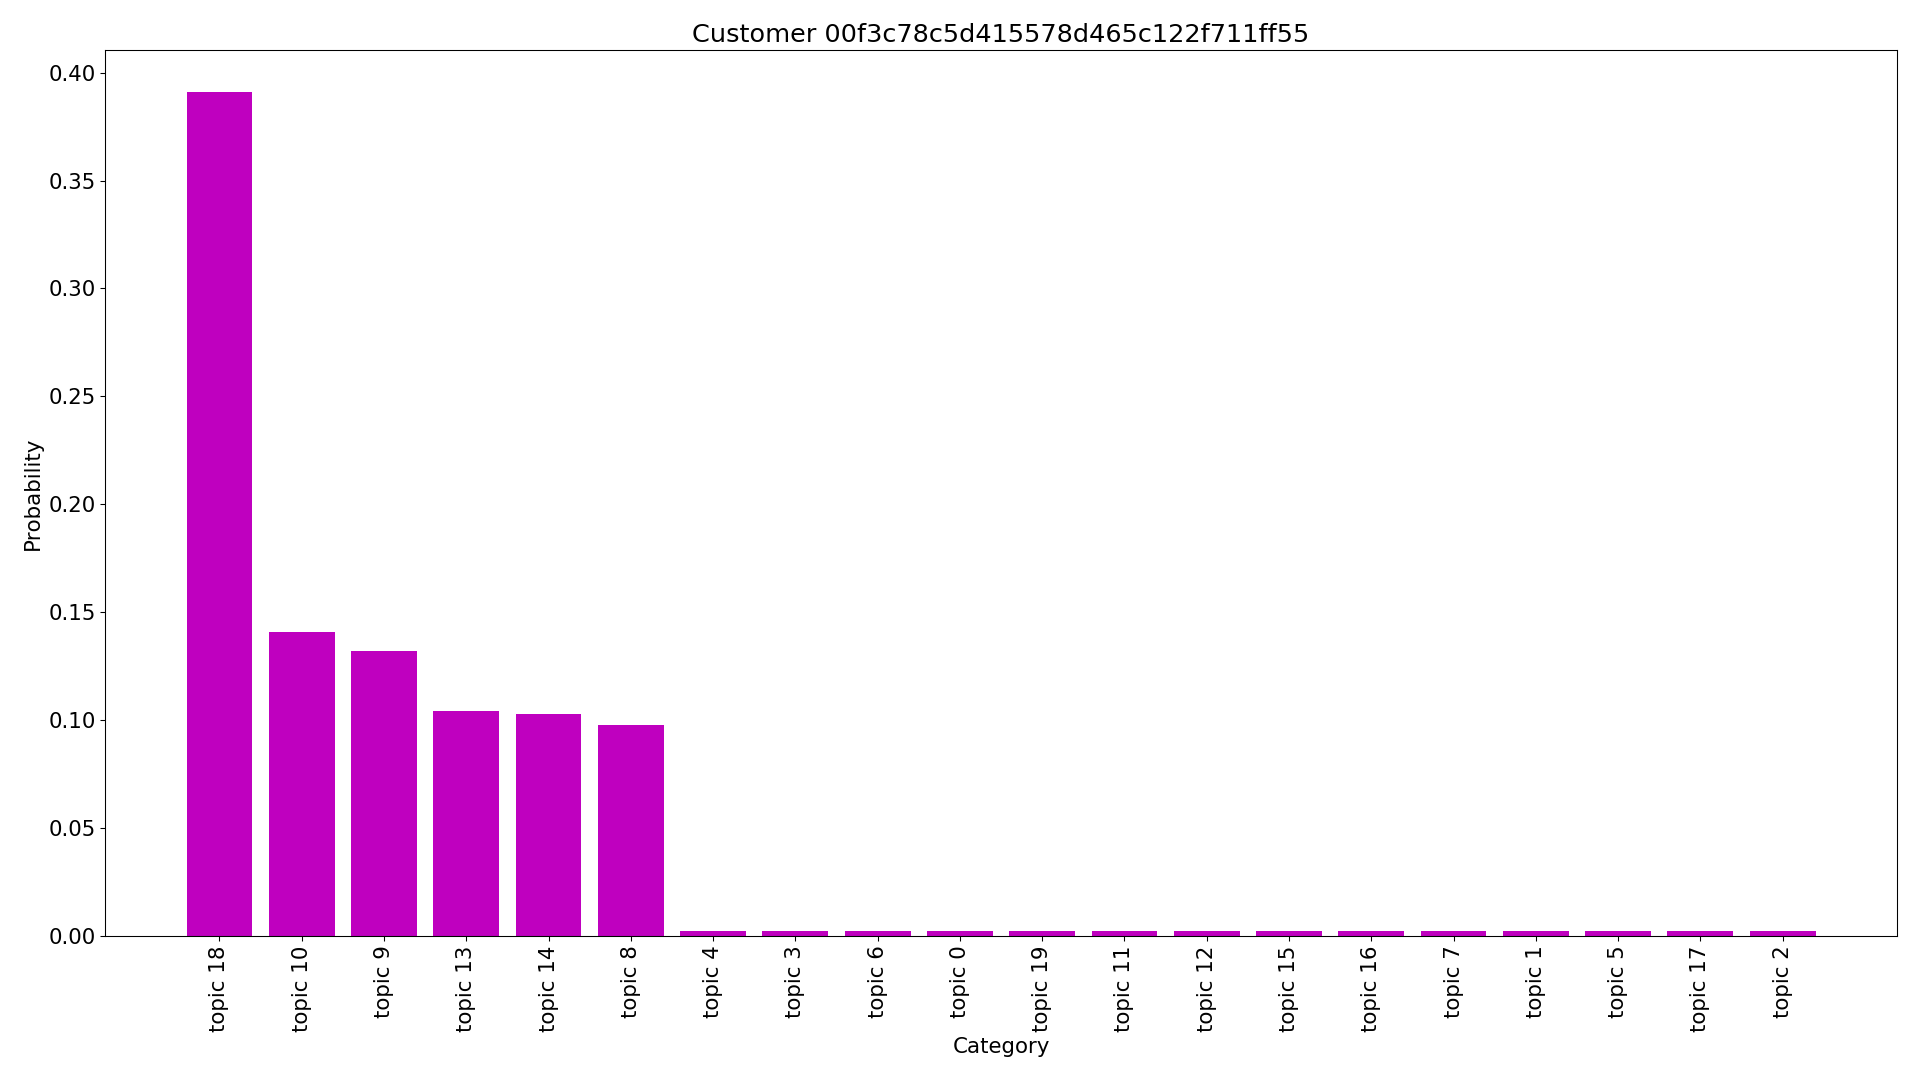 Customer 00f3c78c5d415578d465c122f711ff55
Probability
0.40
0.35
0.30
0.25
0.20
0.15
0.10
0.05
0.00
topic 18
topic 10
topic 9
topic 13
topic 14
topic 8
topic 4
topic 3
topic 6
topic 0
topic 19
topic 11
topic 12
topic 15
topic 16
topic 7
topic 1
topic 5
topic 17
topic 2
Category